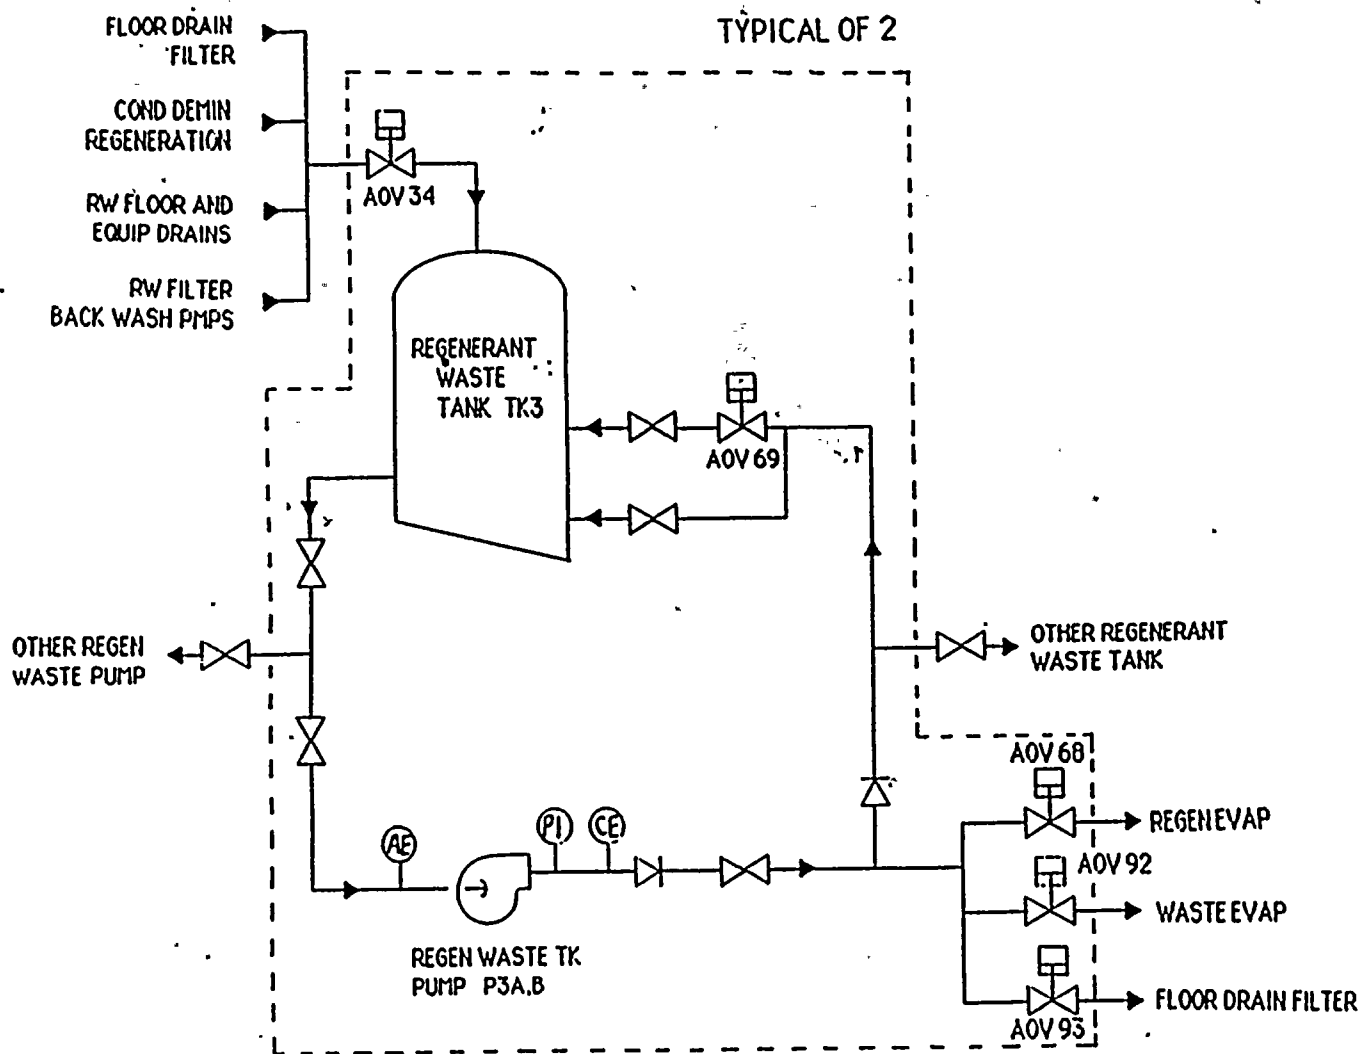 TYPICAL OF 2
FLOOR DRAIN
FILTER
COND DEMIN
REGENERATION
AOV 34
RW FLOOR AND
EQUIP DRAINS
RW FILTER
BACK WASH PMPS
REGENERANT
WASTE
TANK TK3
AOV 69
OTHER REGEN
WASTE PUMP
OTHER REGENERANT
WASTE TANK
AOV 68
REGEN EVAP
AE
PI
CE
AOV 92
WASTE EVAP
REGEN WASTE TK
PUMP P3A,B
FLOOR DRAIN FILTER
AOV 93